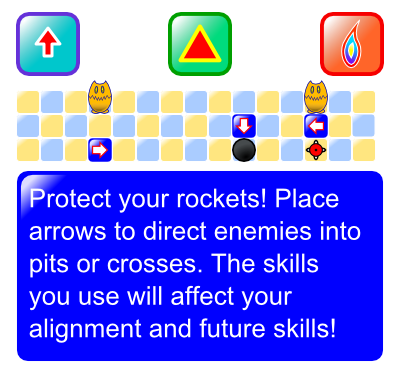 Protect your rockets! Place
arrows to direct enemies into
pits or crosses. The skills
you use will affect your
alignment and future skills!